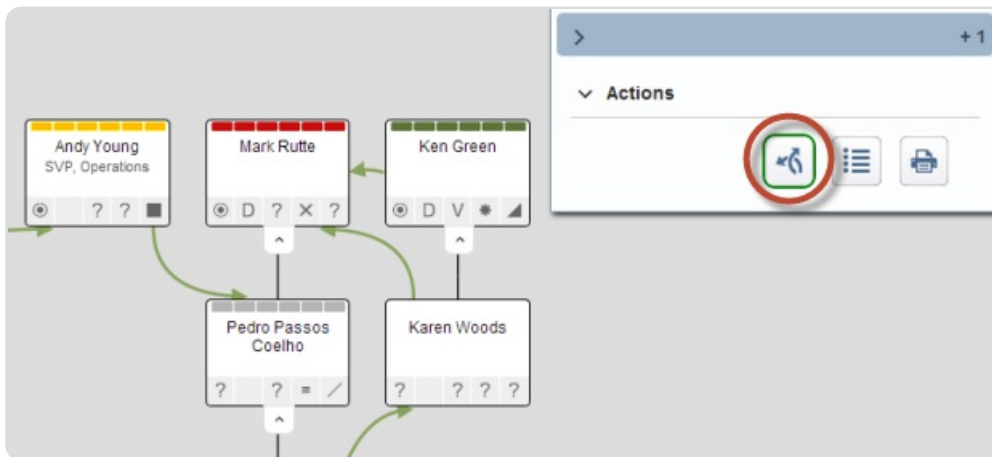 + 1
Actions
Andy Young
SVP, Operations
? ?
Mark Rutte
D ? X ?
Ken Green
D V
Pedro Passos
Coelho
? ? = /
Karen Woods
? ? ? ?